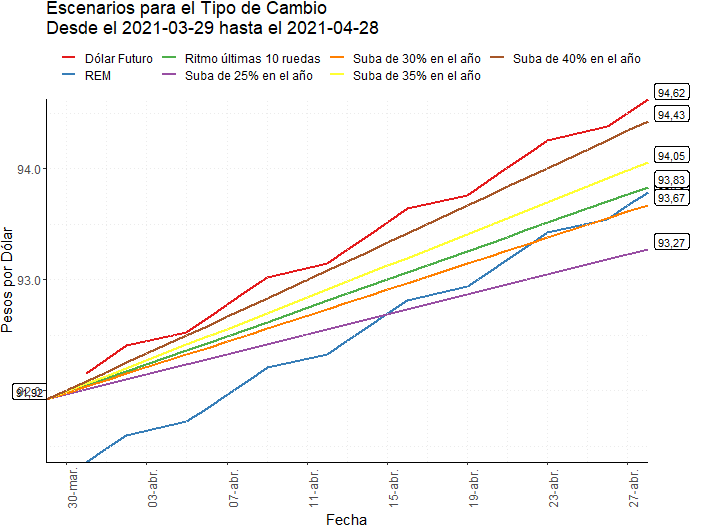 Escenarios para el Tipo de Cambio
Desde el 2021-03-29 hasta el 2021-04-28
Dólar Futuro
Ritmo últimas 10 ruedas
Suba de 30% en el año
Suba de 40% en el año
REM
Suba de 25% en el año
Suba de 35% en el año
94,62
94,43
94.0
94,05
93,83
93,67
93,27
93.0
91,92
Pesos por Dólar
30-mar.
03-abr.
07-abr.
11-abr.
15-abr.
19-abr.
23-abr.
27-abr.
Fecha